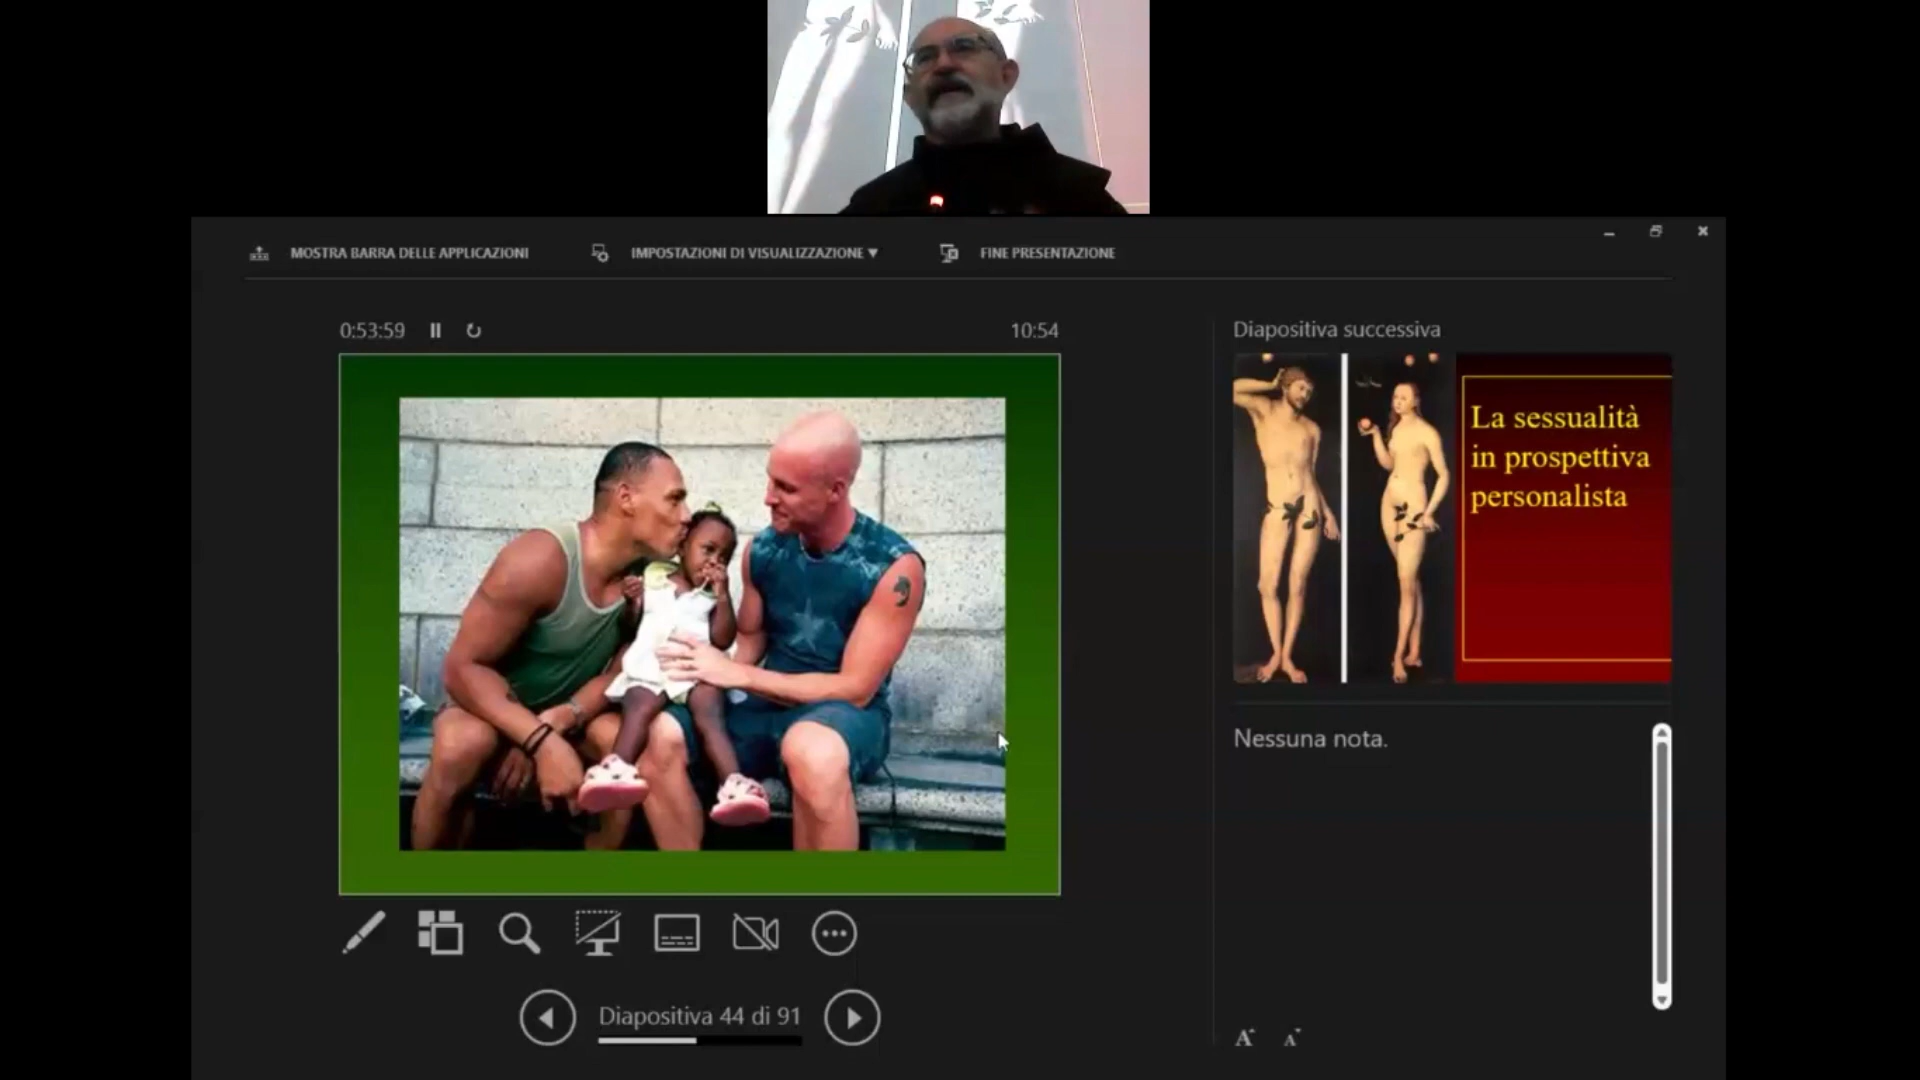 MOSTRA BARRA DELLE APPLICAZIONI
IMPOSTAZIONI DI VISUALIZZAZIONE ▼
FINE PRESENTAZIONE
0:53:59
10:54
Diapositiva successiva
La sessualità
in prospettiva
personalista
Nessuna nota.
Diapositiva 44 di 91
A A